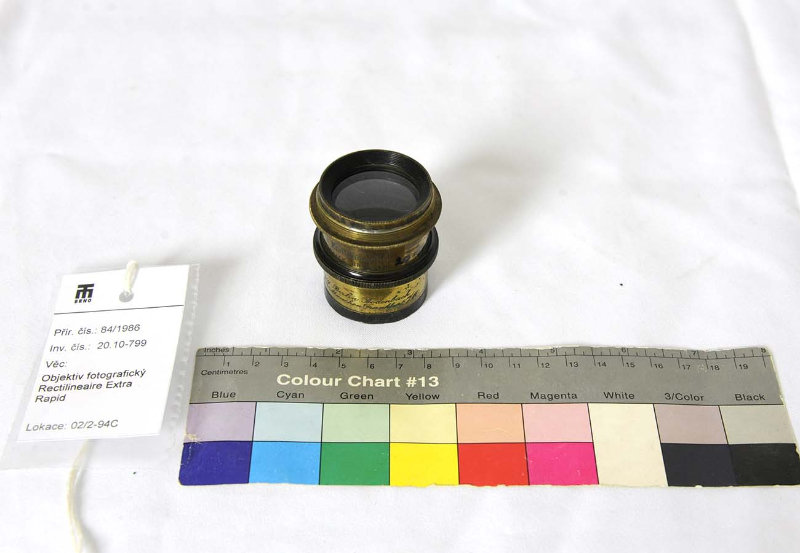 TM
BRNO
Přír. čís.: 84/1986
Inv. čís.: 20.10-799
Věc:
Objektiv fotografický
Rectilineaire Extra
Rapid
Lokace: 02/2-94C
Inches 1 2 3 4 5 6 7 8
Centimetres 1 2 3 4 5 6 7 8 9 10 11 12 13 14 15 16 17 18 19
Colour Chart #13
Blue Cyan Green Yellow Red Magenta White 3/Color Black